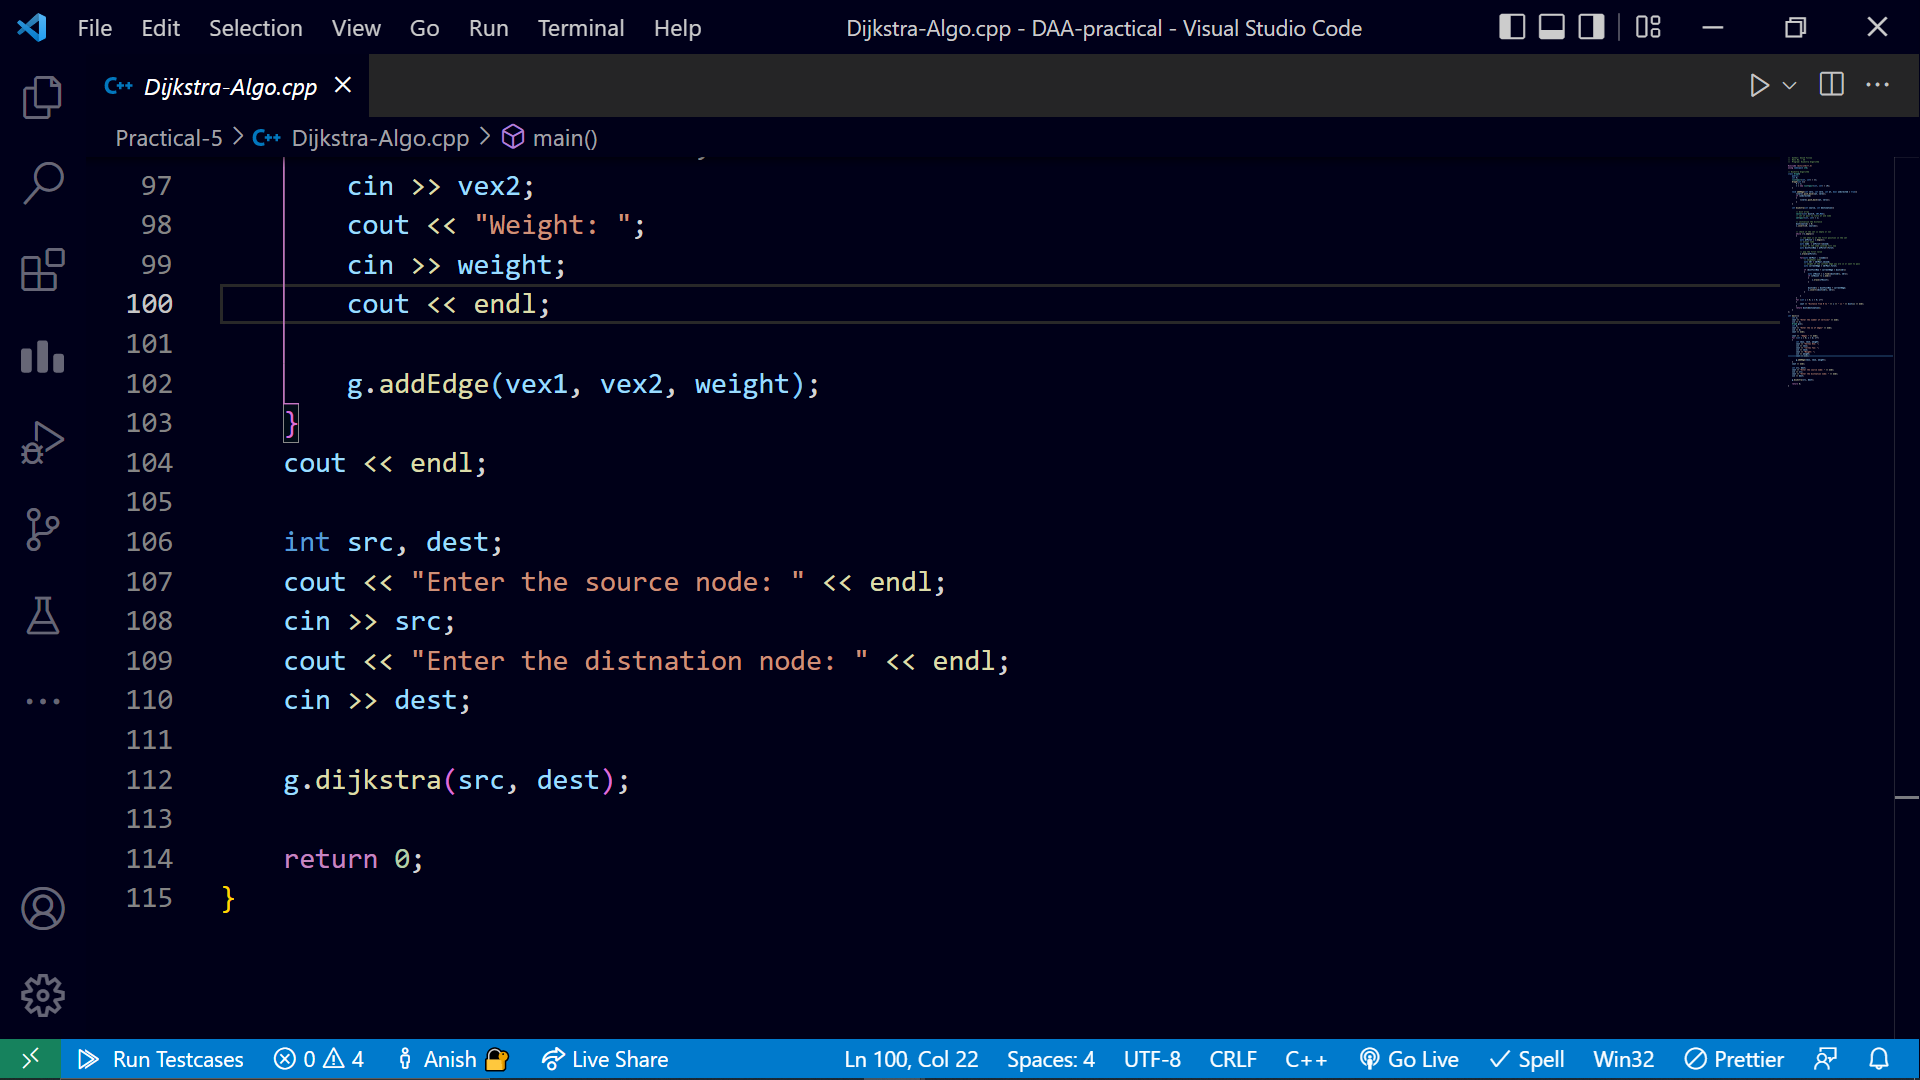 File Edit Selection View Go Run Terminal Help Dijkstra-Algo.cpp - DAA-practical - Visual Studio Code
C++ Dijkstra-Algo.cpp
Practical-5 > C++ Dijkstra-Algo.cpp > main()
97 cin >> vex2;
98 cout << "Weight: ";
99 cin >> weight;
100 cout << endl;
101
102 g.addEdge(vex1, vex2, weight);
103 }
104 cout << endl;
105
106 int src, dest;
107 cout << "Enter the source node: " << endl;
108 cin >> src;
109 cout << "Enter the distnation node: " << endl;
110 cin >> dest;
111
112 g.dijkstra(src, dest);
113
114 return 0;
115 }
Run Testcases 0 4 Anish Live Share Ln 100, Col 22 Spaces: 4 UTF-8 CRLF C++ Go Live Spell Win32 Prettier